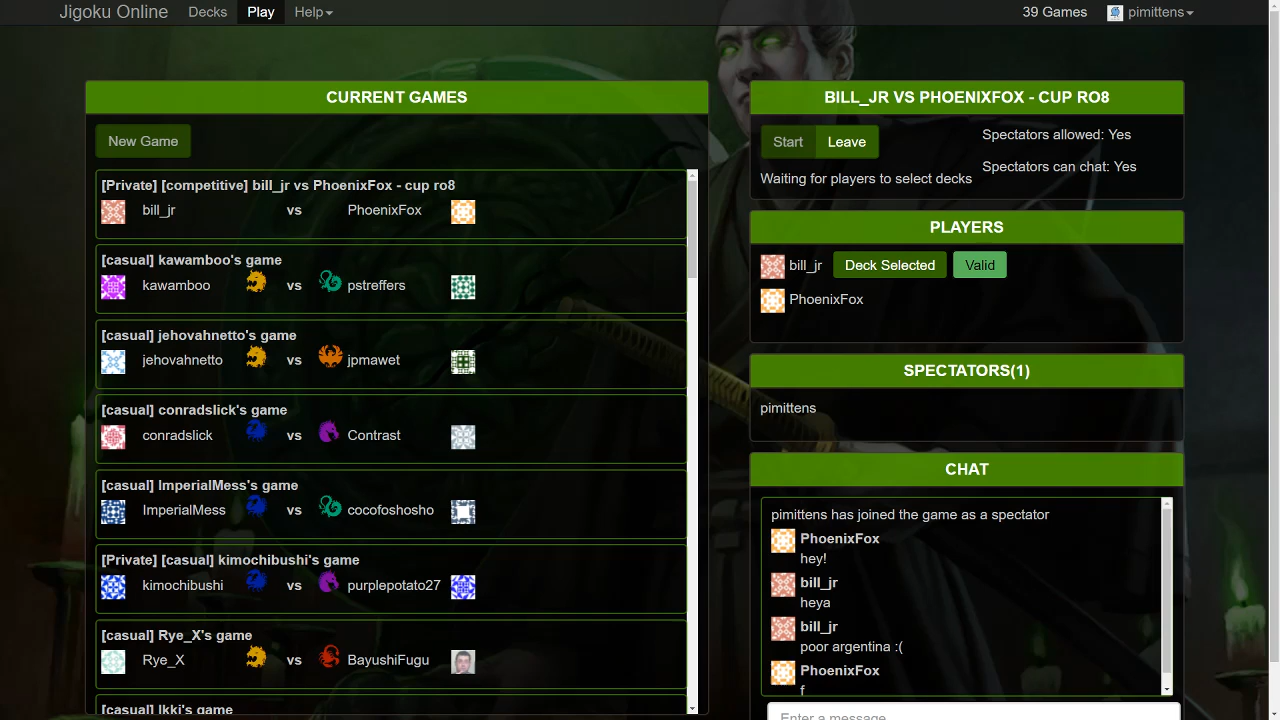 Jigoku Online Decks Play Help 39 Games pimittens
CURRENT GAMES
New Game
[Private] [competitive] bill_jr vs PhoenixFox - cup ro8
bill_jr vs PhoenixFox
[casual] kawamboo's game
kawamboo vs pstreffers
[casual] jehovahnetto's game
jehovahnetto vs jpmawet
[casual] conradslick's game
conradslick vs Contrast
[casual] ImperialMess's game
ImperialMess vs cocofoshosho
[Private] [casual] kimochibushi's game
kimochibushi vs purplepotato27
[casual] Rye_X's game
Rye_X vs BayushiFugu
[casual] Ikki's game
BILL_JR VS PHOENIXFOX - CUP RO8
Start Leave
Spectators allowed: Yes
Spectators can chat: Yes
Waiting for players to select decks
PLAYERS
bill_jr Deck Selected Valid
PhoenixFox
SPECTATORS(1)
pimittens
CHAT
pimittens has joined the game as a spectator
PhoenixFox
hey!
bill_jr
heya
bill_jr
poor argentina :(
PhoenixFox
f
Enter a message